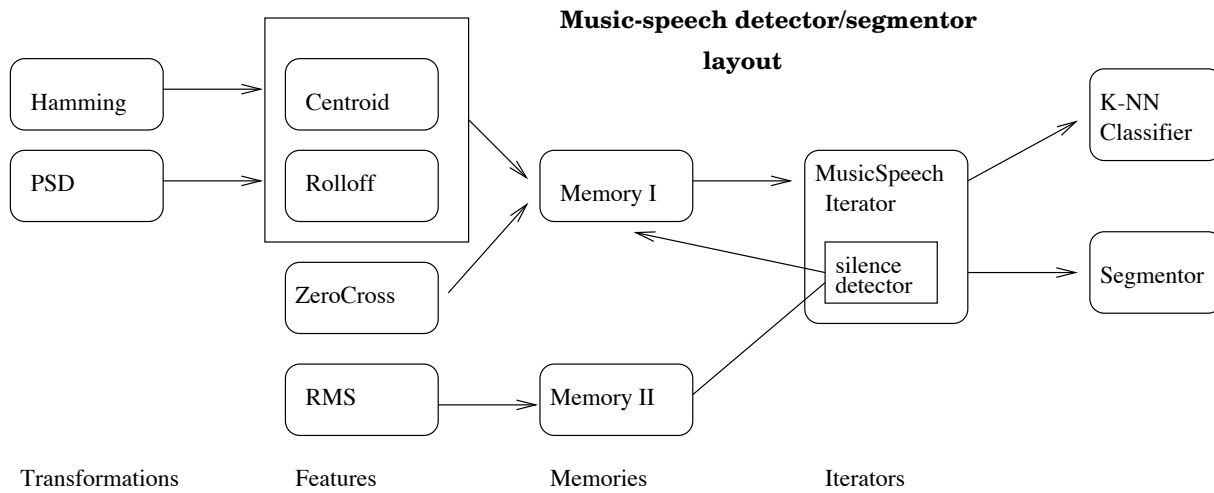 Music-speech detector/segmentor
layout
Hamming
PSD
Centroid
Rolloff
ZeroCross
RMS
Memory I
Memory II
MusicSpeech
Iterator
silence
detector
K-NN
Classifier
Segmentor
Transformations
Features
Memories
Iterators